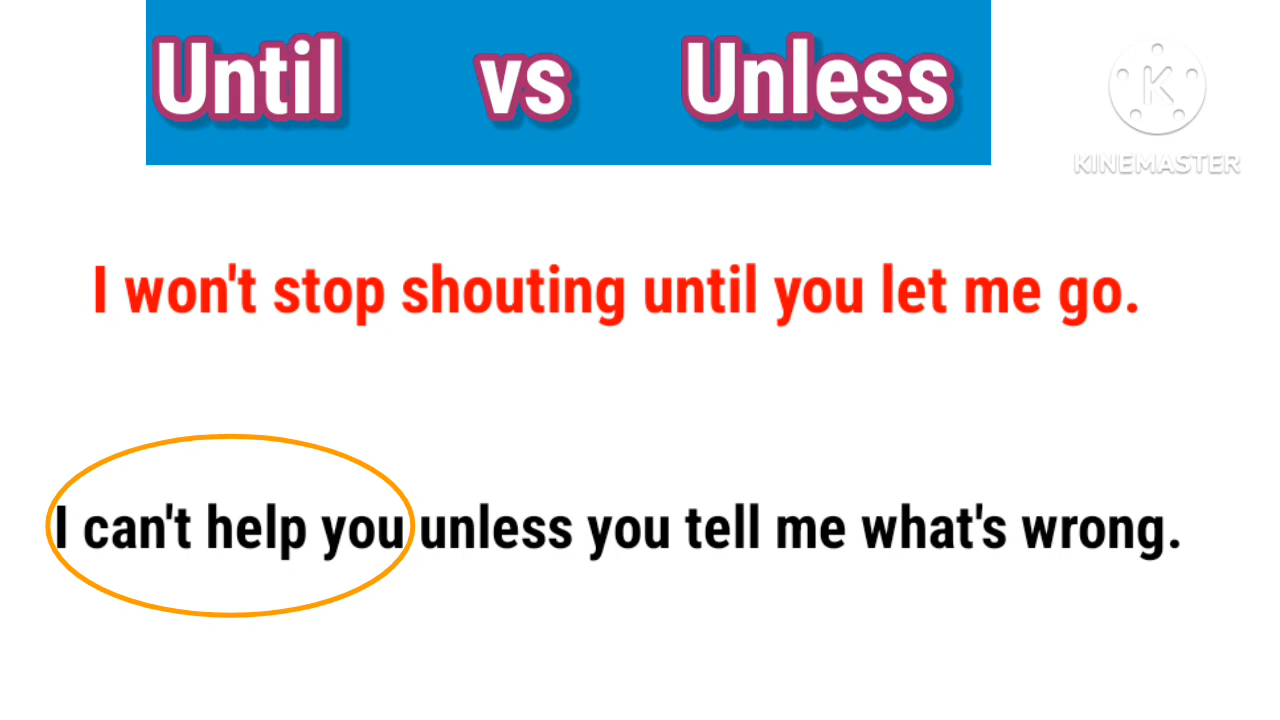 Until vs Unless
K
KINEMASTER
I won't stop shouting until you let me go.
I can't help you unless you tell me what's wrong.